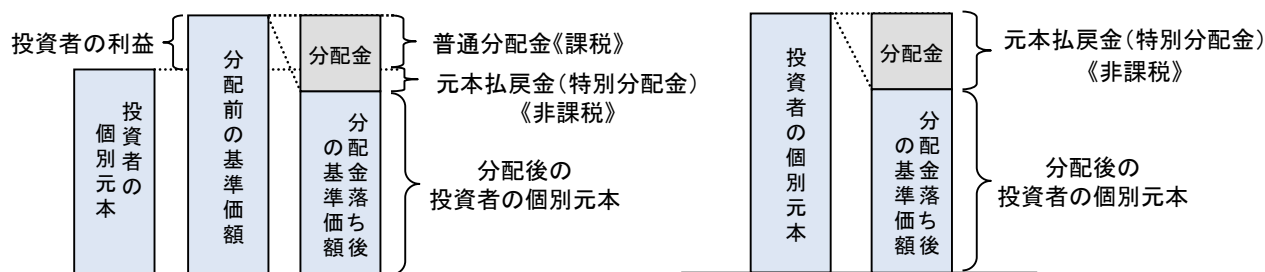 投資者の利益
投資者の
個別元本
分配前の基準価額
分配金
分配金落ち後
の基準価額
普通分配金《課税》
元本払戻金（特別分配金）
《非課税》
分配後の
投資者の個別元本
投資者の個別元本
分配金
分配金落ち後
の基準価額
元本払戻金（特別分配金）
《非課税》
分配後の
投資者の個別元本